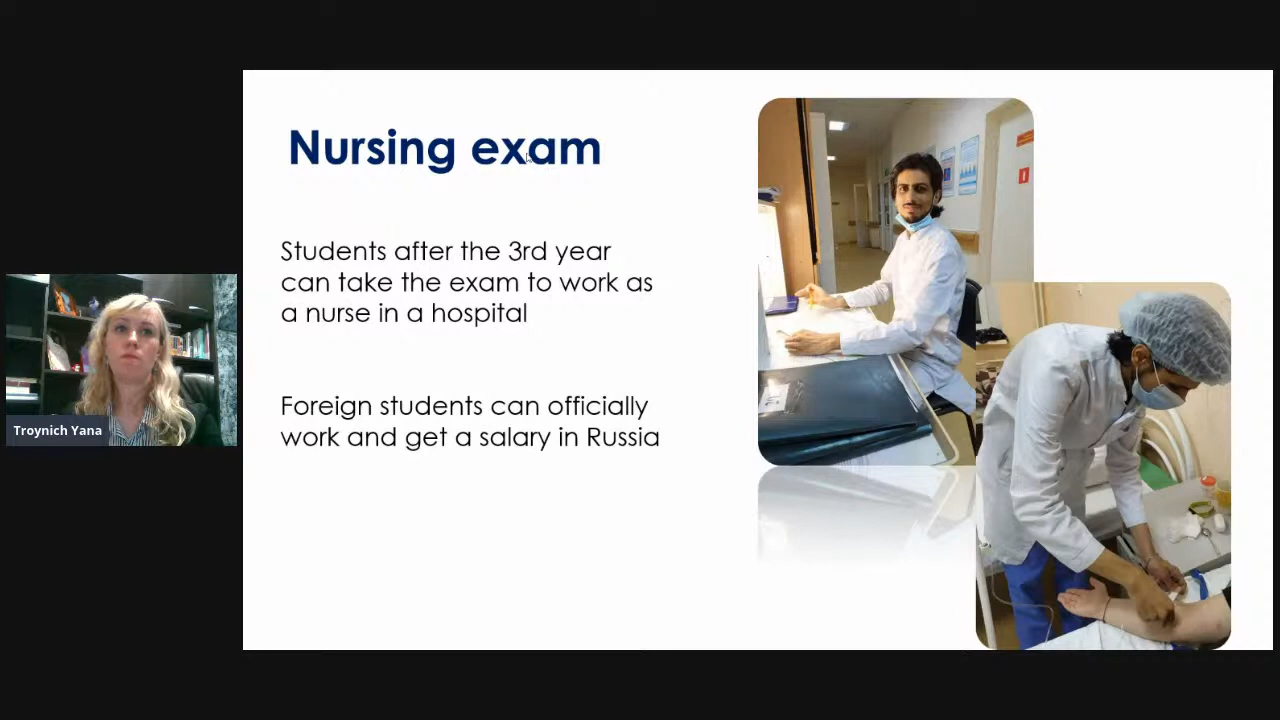 Nursing exam
Students after the 3rd year
can take the exam to work as
a nurse in a hospital
Foreign students can officially
work and get a salary in Russia
Troynich Yana